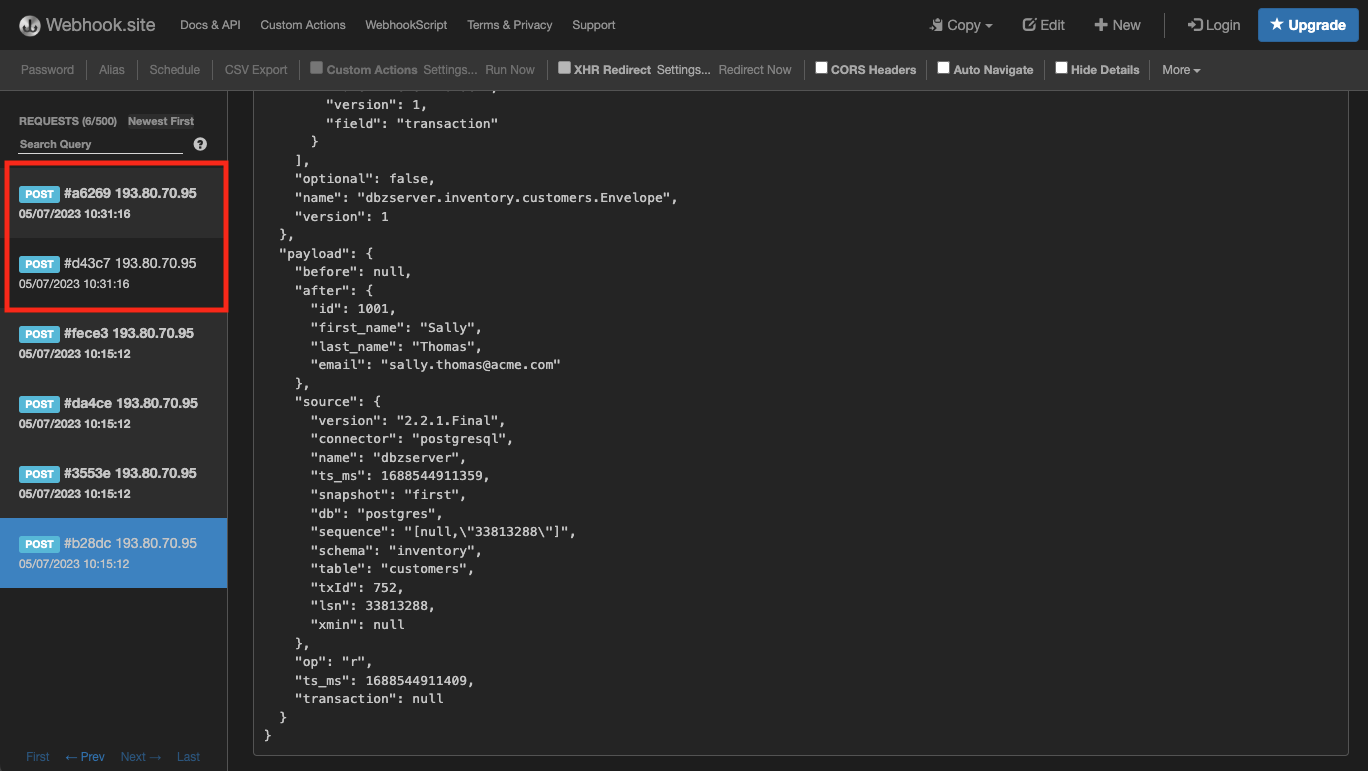 Webhook.site Docs & API Custom Actions WebhookScript Terms & Privacy Support Copy Edit New Login Upgrade
Password Alias Schedule CSV Export Custom Actions Settings... Run Now XHR Redirect Settings... Redirect Now CORS Headers Auto Navigate Hide Details More
REQUESTS (6/500) Newest First
Search Query
POST #a6269 193.80.70.95
05/07/2023 10:31:16
POST #d43c7 193.80.70.95
05/07/2023 10:31:16
POST #fece3 193.80.70.95
05/07/2023 10:15:12
POST #da4ce 193.80.70.95
05/07/2023 10:15:12
POST #3553e 193.80.70.95
05/07/2023 10:15:12
POST #b28dc 193.80.70.95
05/07/2023 10:15:12
First ← Prev Next → Last
"version": 1,
"field": "transaction"
}
],
"optional": false,
"name": "dbzserver.inventory.customers.Envelope",
"version": 1
},
"payload": {
"before": null,
"after": {
"id": 1001,
"first_name": "Sally",
"last_name": "Thomas",
"email": "sally.thomas@acme.com"
},
"source": {
"version": "2.2.1.Final",
"connector": "postgresql",
"name": "dbzserver",
"ts_ms": 1688544911359,
"snapshot": "first",
"db": "postgres",
"sequence": "[null,\"33813288\"]",
"schema": "inventory",
"table": "customers",
"txId": 752,
"lsn": 33813288,
"xmin": null
},
"op": "r",
"ts_ms": 1688544911409,
"transaction": null
}
}